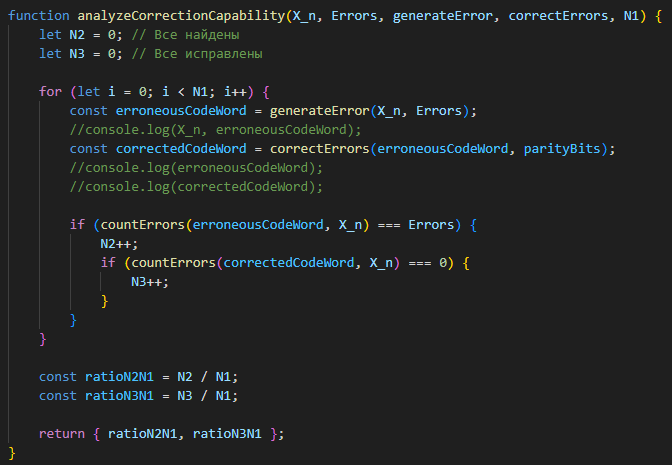 function analyzeCorrectionCapability(X_n, Errors, generateError, correctErrors, N1) {
    let N2 = 0; // Все найдены
    let N3 = 0; // Все исправлены

    for (let i = 0; i < N1; i++) {
        const erroneousCodeWord = generateError(X_n, Errors);
        //console.log(X_n, erroneousCodeWord);
        const correctedCodeWord = correctErrors(erroneousCodeWord, parityBits);
        //console.log(erroneousCodeWord);
        //console.log(correctedCodeWord);

        if (countErrors(erroneousCodeWord, X_n) === Errors) {
            N2++;
            if (countErrors(correctedCodeWord, X_n) === 0) {
                N3++;
            }
        }
    }

    const ratioN2N1 = N2 / N1;
    const ratioN3N1 = N3 / N1;

    return { ratioN2N1, ratioN3N1 };
}